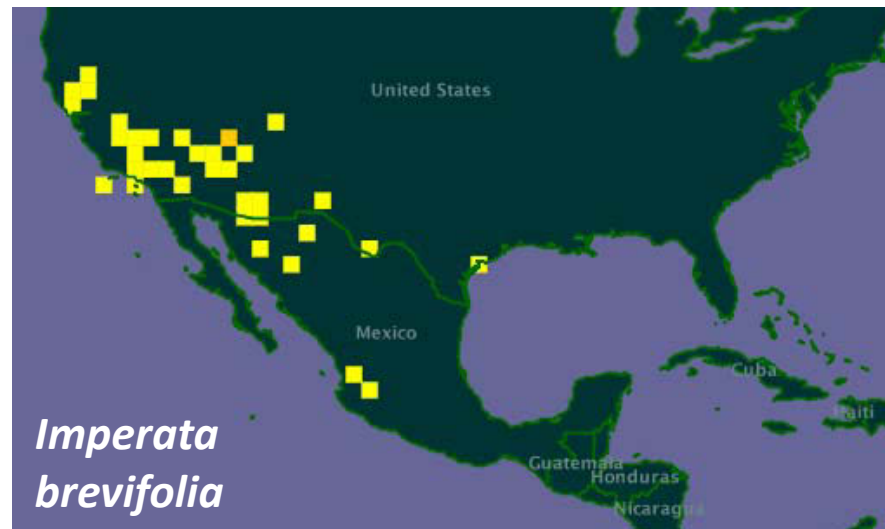 United States
Mexico
Cuba
Haiti
Guatemala
Honduras
Nicaragua
Imperata
brevifolia